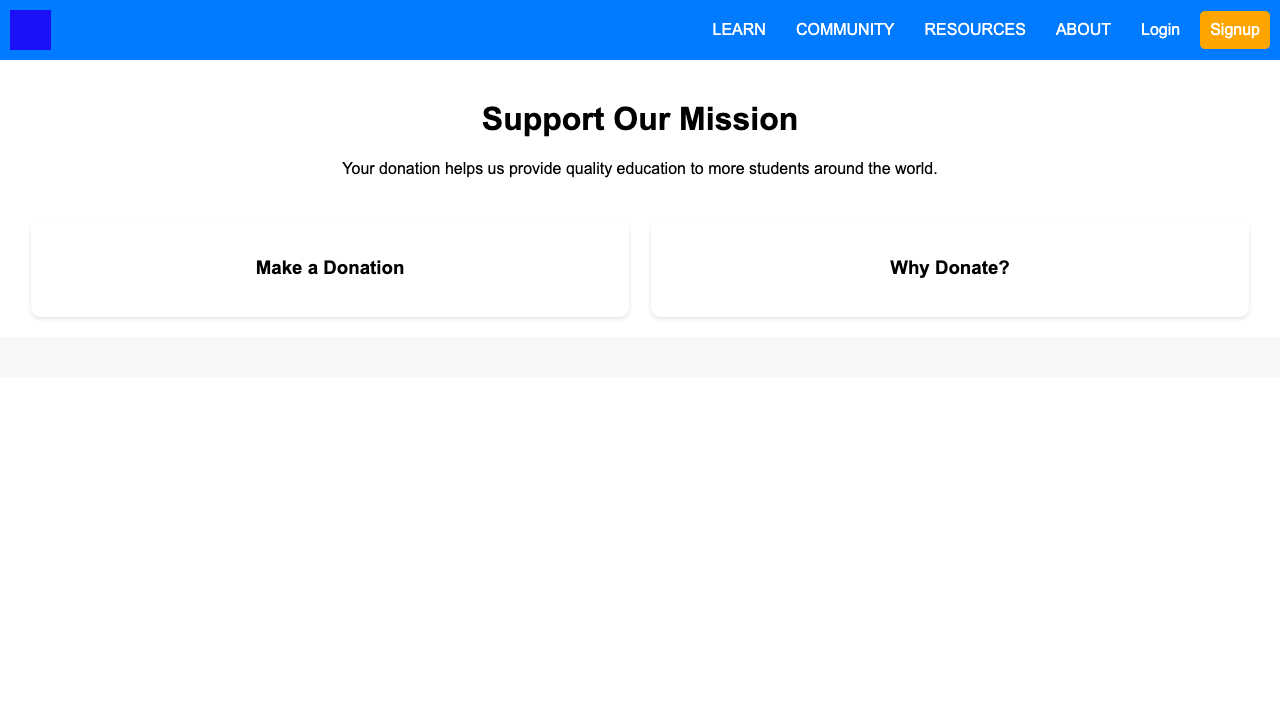 LEARN COMMUNITY RESOURCES ABOUT Login Signup
Support Our Mission
Your donation helps us provide quality education to more students around the world.
Make a Donation
Why Donate?